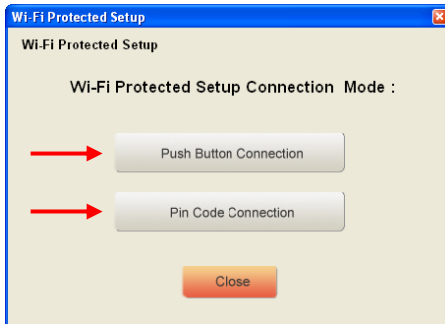 Wi-Fi Protected Setup
Wi-Fi Protected Setup
Wi-Fi Protected Setup Connection Mode :
Push Button Connection
Pin Code Connection
Close